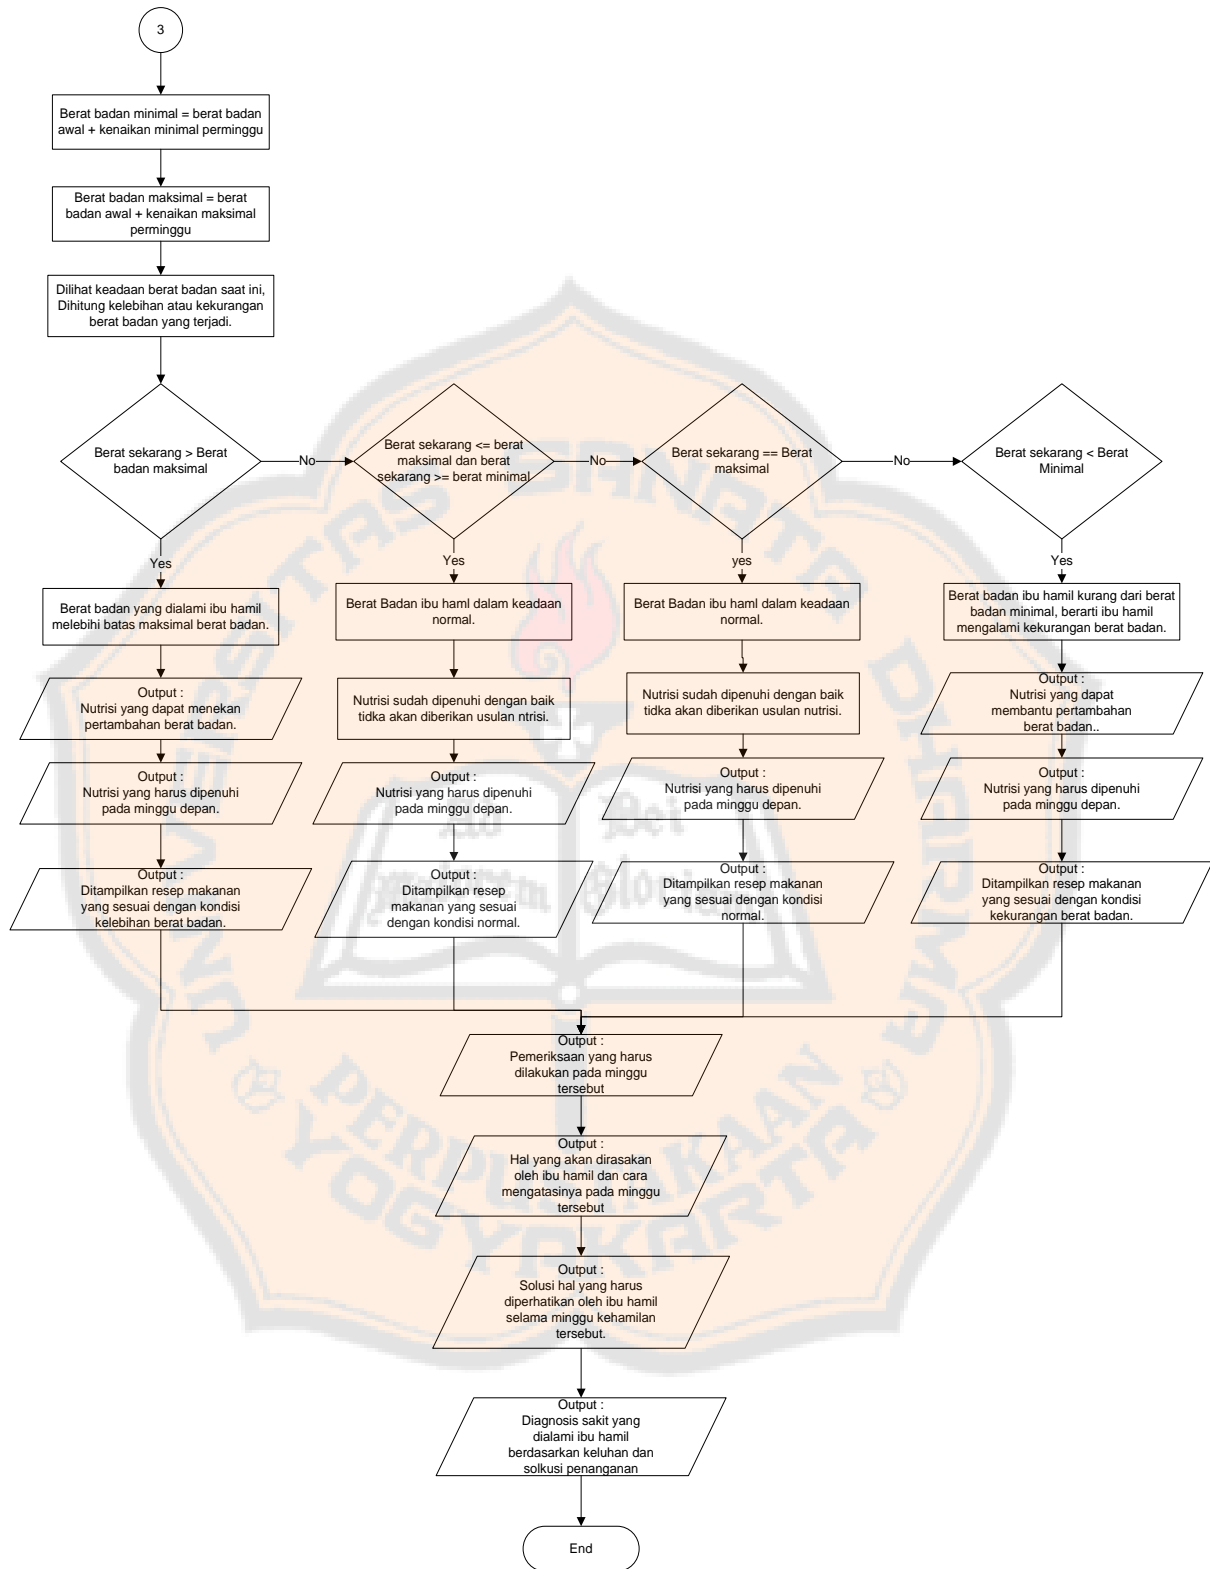 3
Berat badan minimal = berat badan
awal + kenaikan minimal perminggu
Berat badan maksimal = berat
badan awal + kenaikan maksimal
perminggu
Dilihat keadaan berat badan saat ini,
Dihitung kelebihan atau kekurangan
berat badan yang terjadi.
Berat sekarang > Berat
badan maksimal
No
Berat sekarang <= berat
maksimal dan berat
sekarang >= berat minimal
No
Berat sekarang == Berat
maksimal
No
Berat sekarang < Berat
Minimal
Yes
Yes
yes
Yes
Berat badan yang dialami ibu hamil
melebihi batas maksimal berat badan.
Output :
Nutrisi yang dapat menekan
pertambahan berat badan.
Output :
Nutrisi yang harus dipenuhi
pada minggu depan.
Output :
Ditampilkan resep makanan
yang sesuai dengan kondisi
kelebihan berat badan.
Berat Badan ibu haml dalam keadaan
normal.
Nutrisi sudah dipenuhi dengan baik
tidka akan diberikan usulan ntrisi.
Output :
Nutrisi yang harus dipenuhi
pada minggu depan.
Output :
Ditampilkan resep
makanan yang sesuai
dengan kondisi normal.
Berat Badan ibu haml dalam keadaan
normal.
Nutrisi sudah dipenuhi dengan baik
tidka akan diberikan usulan nutrisi.
Output :
Nutrisi yang harus dipenuhi
pada minggu depan.
Output :
Ditampilkan resep makanan
yang sesuai dengan kondisi
normal.
Berat badan ibu hamil kurang dari berat
badan minimal, berarti ibu hamil
mengalami kekurangan berat badan.
Output :
Nutrisi yang dapat
membantu pertambahan
berat badan..
Output :
Nutrisi yang harus dipenuhi
pada minggu depan.
Output :
Ditampilkan resep makanan
yang sesuai dengan kondisi
kekurangan berat badan.
Output :
Pemeriksaan yang harus
dilakukan pada minggu
tersebut
Output :
Hal yang akan dirasakan
oleh ibu hamil dan cara
mengatasinya pada minggu
tersebut
Output :
Solusi hal yang harus
diperhatikan oleh ibu hamil
selama minggu kehamilan
tersebut.
Output :
Diagnosis sakit yang
dialami ibu hamil
berdasarkan keluhan dan
solkusi penanganan
End
UNIVERSITAS SANATA DHARMA
Ad Dei
Maiorem Gloriam
PERPUSTAKAAN
YOGYAKARTA